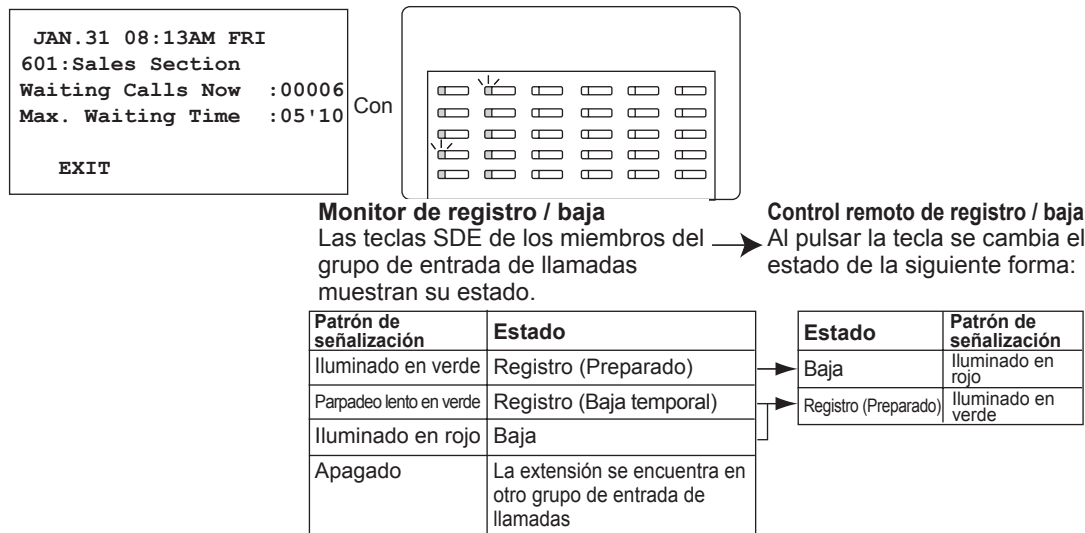 JAN.31 08:13AM FRI
601:Sales Section
Waiting Calls Now :00006
Max. Waiting Time :05'10
EXIT
Con
Monitor de registro / baja
Las teclas SDE de los miembros del
grupo de entrada de llamadas
muestran su estado.
Control remoto de registro / baja
Al pulsar la tecla se cambia el
estado de la siguiente forma:
Patrón de
señalización
Estado
Iluminado en verde
Registro (Preparado)
Parpadeo lento en verde
Registro (Baja temporal)
Iluminado en rojo
Baja
Apagado
La extensión se encuentra en
otro grupo de entrada de
llamadas
Estado
Patrón de
señalización
Baja
Iluminado en
rojo
Registro (Preparado)
Iluminado en
verde